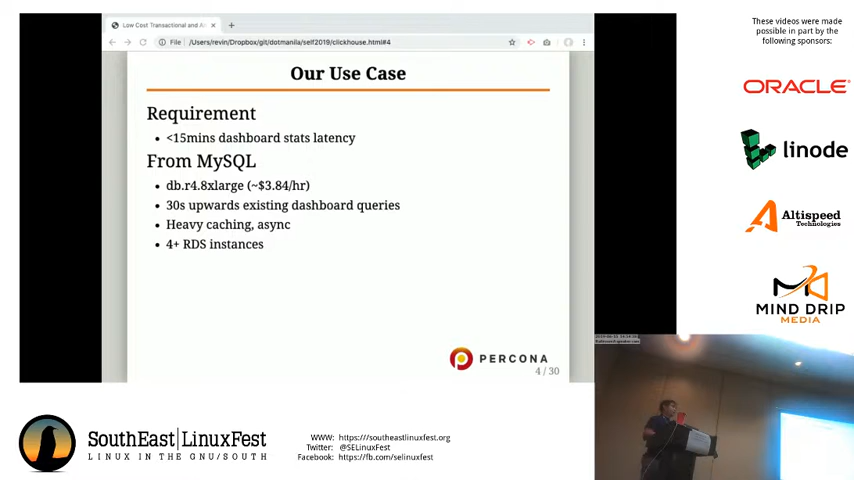 Low Cost Transactional and A
File
/Users/revin/Dropbox/git/dotmanila/self2019/clickhouse.html#4
Our Use Case
Requirement
<15mins dashboard stats latency
From MySQL
db.r4.8xlarge (~$3.84/hr)
30s upwards existing dashboard queries
Heavy caching, async
4+ RDS instances
PERCONA
4 / 30
These videos were made
possible in part by the
following sponsors:
ORACLE
linode
Altispeed
Technologies
MIND DRIP
MEDIA
SouthEast|LinuxFest
LINUX IN THE GNU/SOUTH
WWW: https:///southeastlinuxfest.org
Twitter: @SELinuxFest
Facebook: https://fb.com/selinuxfest